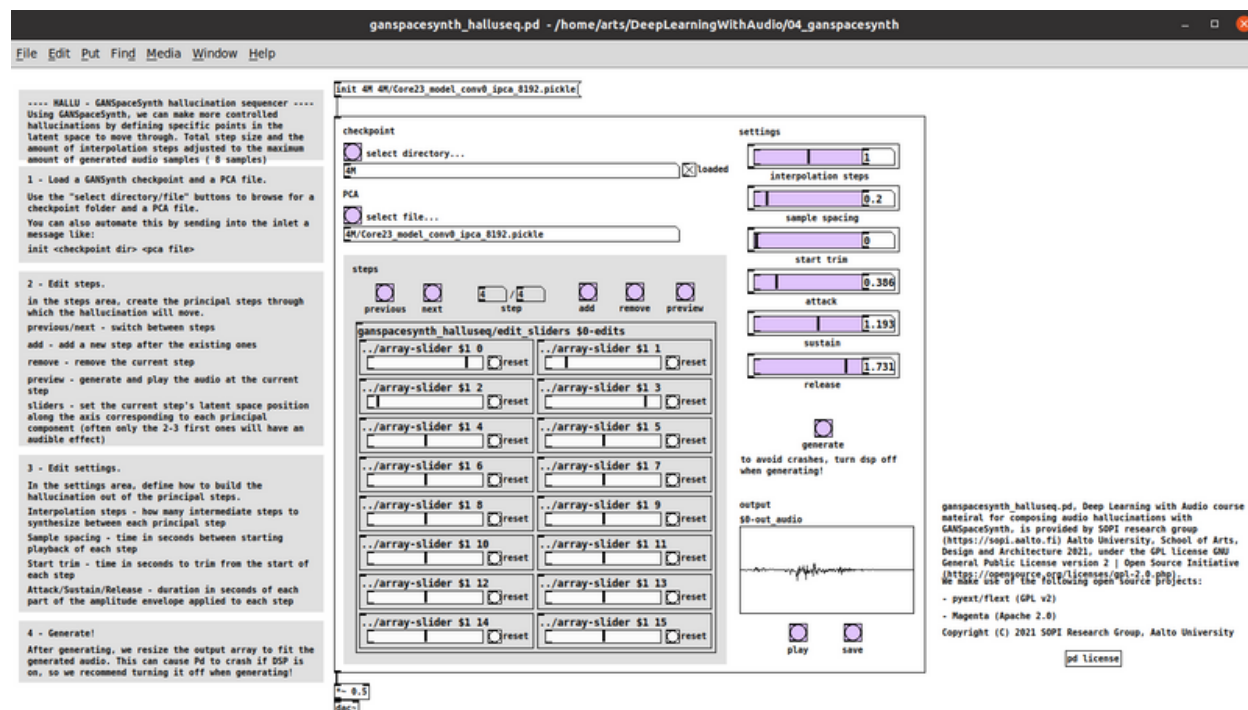 ganspacesynth_halluseq.pd - /home/arts/DeepLearningWithAudio/04_ganspacesynth
File Edit Put Find Media Window Help
---- HALLU - GANSpaceSynth hallucination sequencer ----
Using GANSpaceSynth, we can make more controlled
hallucinations by defining specific points in the
latent space to move through. Total step size and the
amount of interpolation steps adjusted to the maximum
amount of generated audio samples ( 8 samples)
1 - Load a GANSynth checkpoint and a PCA file.
Use the "select directory/file" buttons to browse for a
checkpoint folder and a PCA file.
You can also automate this by sending into the inlet a
message like:
init <checkpoint dir> <pca file>
2 - Edit steps.
in the steps area, create the principal steps through
which the hallucination will move.
previous/next - switch between steps
add - add a new step after the existing ones
remove - remove the current step
preview - generate and play the audio at the current
step
sliders - set the current step's latent space position
along the axis corresponding to each principal
component (often only the 2-3 first ones will have an
audible effect)
3 - Edit settings.
In the settings area, define how to build the
hallucination out of the principal steps.
Interpolation steps - how many intermediate steps to
synthesize between each principal step
Sample spacing - time in seconds between starting
playback of each step
Start trim - time in seconds to trim from the start of
each step
Attack/Sustain/Release - duration in seconds of each
part of the amplitude envelope applied to each step
4 - Generate!
After generating, we resize the output array to fit the
generated audio. This can cause Pd to crash if DSP is
on, so we recommend turning it off when generating!
init 4M 4M/Core23_model_conv0_ipca_8192.pickle
checkpoint
select directory...
4M
loaded
PCA
select file...
4M/Core23_model_conv0_ipca_8192.pickle
steps
4 / 4
previous next step add remove preview
ganspacesynth_halluseq/edit_sliders $0-edits
../array-slider $1 0 ../array-slider $1 1
reset reset
../array-slider $1 2 ../array-slider $1 3
reset reset
../array-slider $1 4 ../array-slider $1 5
reset reset
../array-slider $1 6 ../array-slider $1 7
reset reset
../array-slider $1 8 ../array-slider $1 9
reset reset
../array-slider $1 10 ../array-slider $1 11
reset reset
../array-slider $1 12 ../array-slider $1 13
reset reset
../array-slider $1 14 ../array-slider $1 15
reset reset
settings
1
interpolation steps
0.2
sample spacing
0
start trim
0.386
attack
1.193
sustain
1.731
release
generate
to avoid crashes, turn dsp off
when generating!
output
$0-out_audio
play save
*~ 0.5
dac~
ganspacesynth_halluseq.pd, Deep Learning with Audio course
mateiral for composing audio hallucinations with
GANSpaceSynth, is provided by SOPI research group
(https://sopi.aalto.fi) Aalto University, School of Arts,
Design and Architecture 2021, under the GPL license GNU
General Public License version 2 | Open Source Initiative
(https://opensource.org/licenses/gpl-2.0.php).
We make use of the following open source projects:
- pyext/flext (GPL v2)
- Magenta (Apache 2.0)
Copyright (C) 2021 SOPI Research Group, Aalto University
pd license